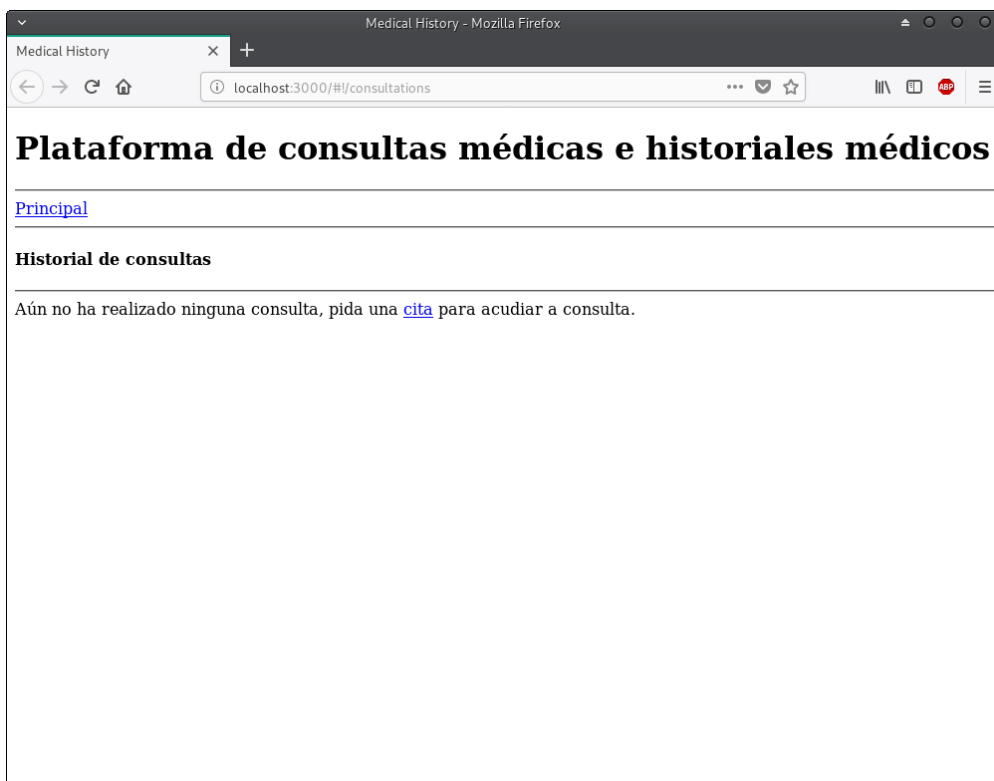 Medical History - Mozilla Firefox
Medical History
localhost:3000/#!/consultations
ABP
Plataforma de consultas médicas e historiales médicos
Principal
Historial de consultas
Aún no ha realizado ninguna consulta, pida una cita para acudiar a consulta.